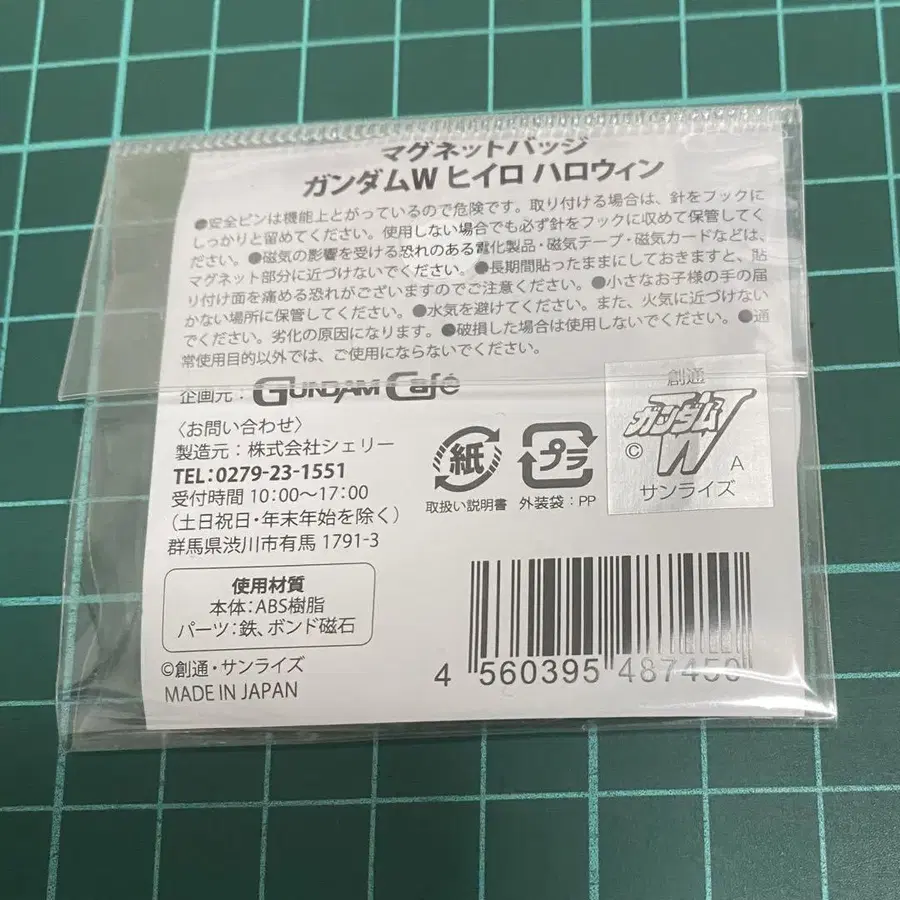 マグネットバッジ
ガンダムW ヒイロ ハロウィン
●安全ピンは機能上とがっているので危険です。取り付ける場合は、針をフックに
しっかりと留めてください。使用しない場合でも必ず針をフックに収めて保管してく
ださい。●磁気の影響を受ける恐れのある電化製品・磁気テープ・磁気カードなどは、
マグネット部分に近づけないでください。●長期間貼ったままにしておきますと、貼
り付け面を痛める恐れがございますのでご注意ください。●小さなお子様の手の届
かない場所に保管してください。●水気を避けてください。また、火気に近づけない
でください。劣化の原因になります。●破損した場合は使用しないでください。●通
常使用目的以外では、ご使用にならないでください。
企画元：GUNDAM Café
〈お問い合わせ〉
製造元：株式会社シェリー
TEL:0279-23-1551
受付時間 10:00～17:00
（土日祝日・年末年始を除く）
群馬県渋川市有馬 1791-3
紙
取扱い説明書
プラ
外装袋：PP
創通
ガンダムW
©
A
サンライズ
使用材質
本体：ABS樹脂
パーツ：鉄、ボンド磁石
©創通・サンライズ
MADE IN JAPAN
4 560395 487450